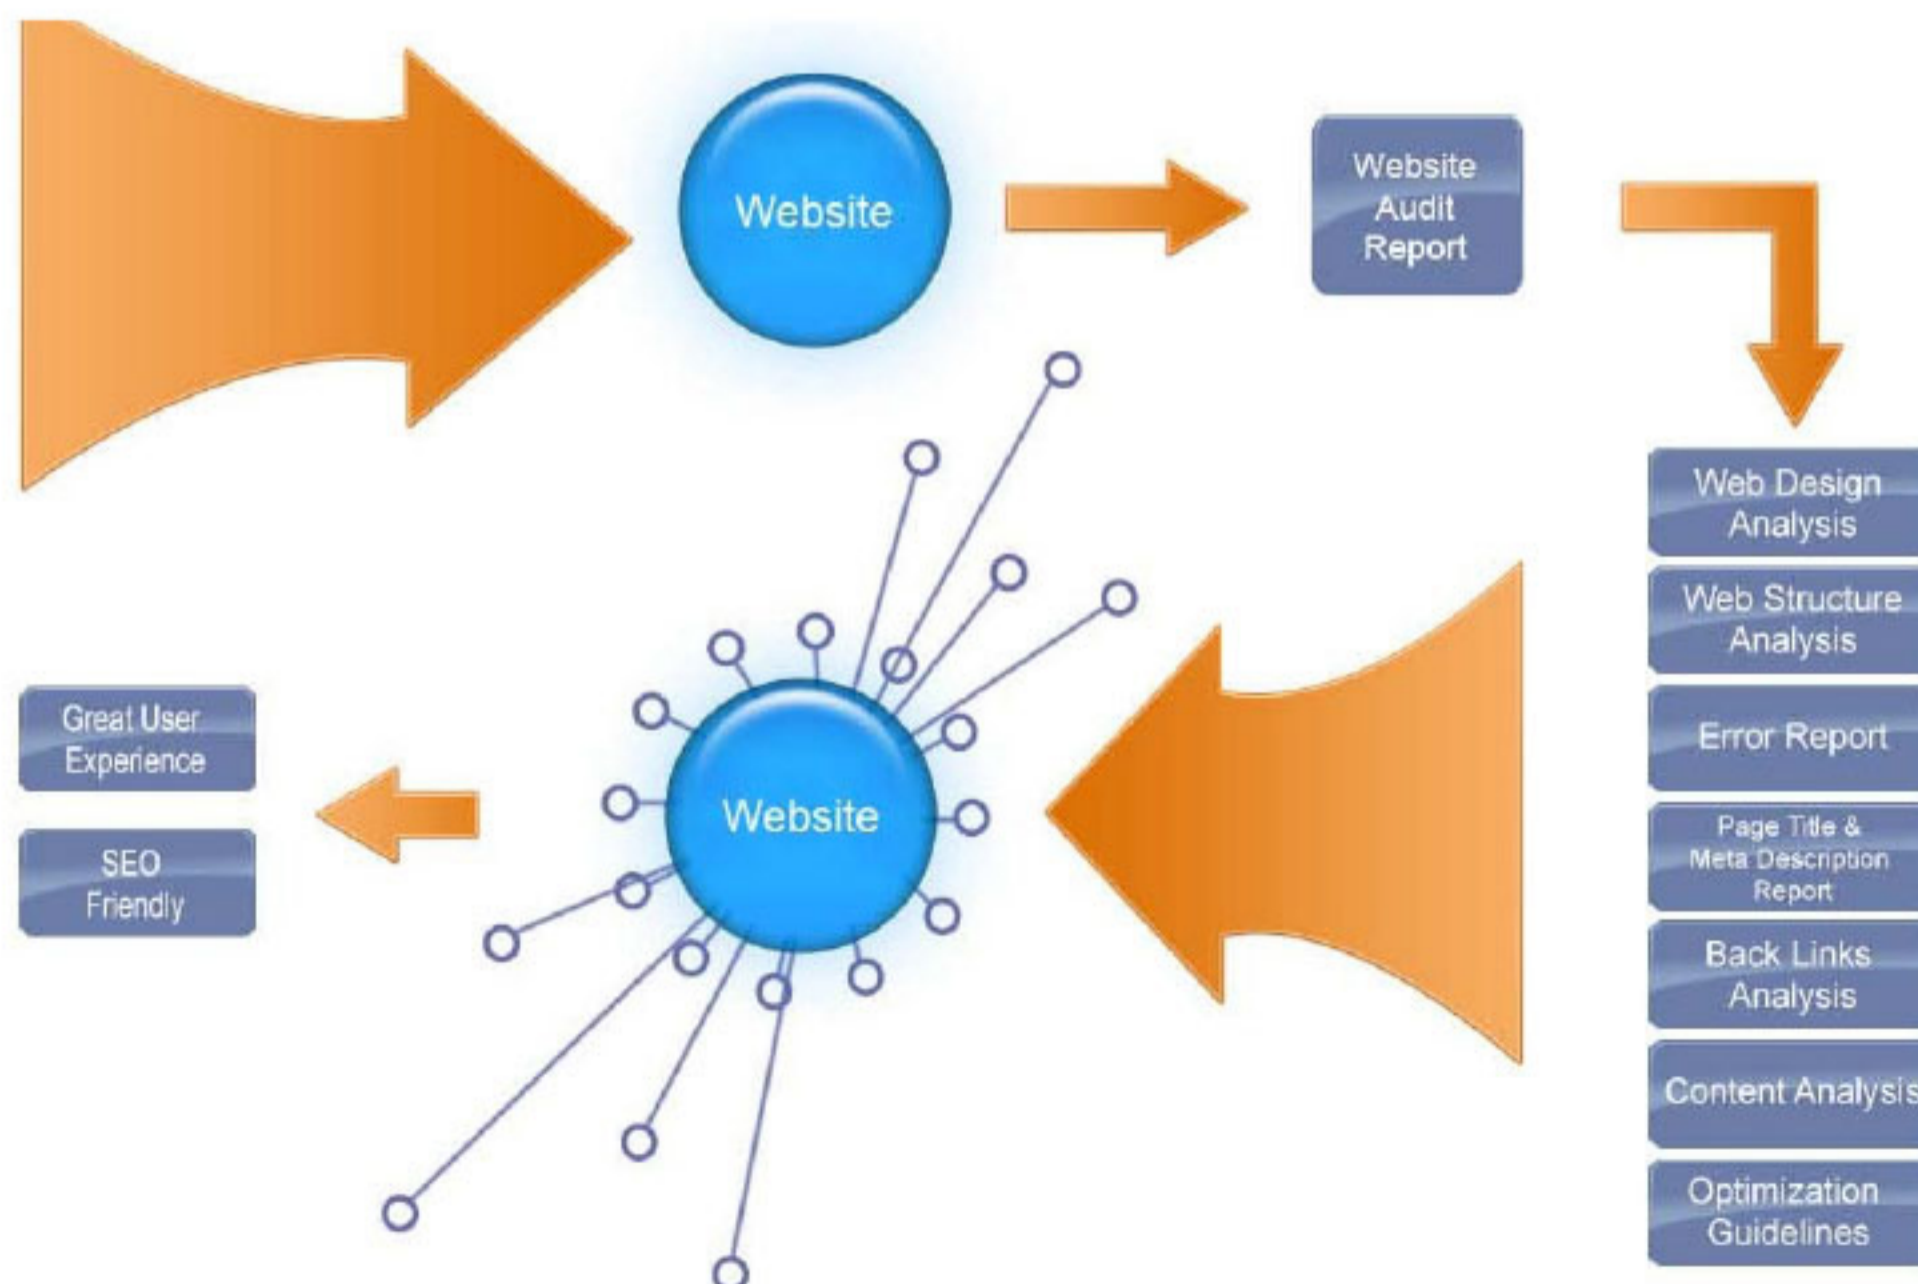 Website
Website
Audit
Report
Web Design
Analysis
Web Structure
Analysis
Error Report
Page Title &
Meta Description
Report
Back Links
Analysis
Content Analysis
Optimization
Guidelines
Website
Great User
Experience
SEO
Friendly